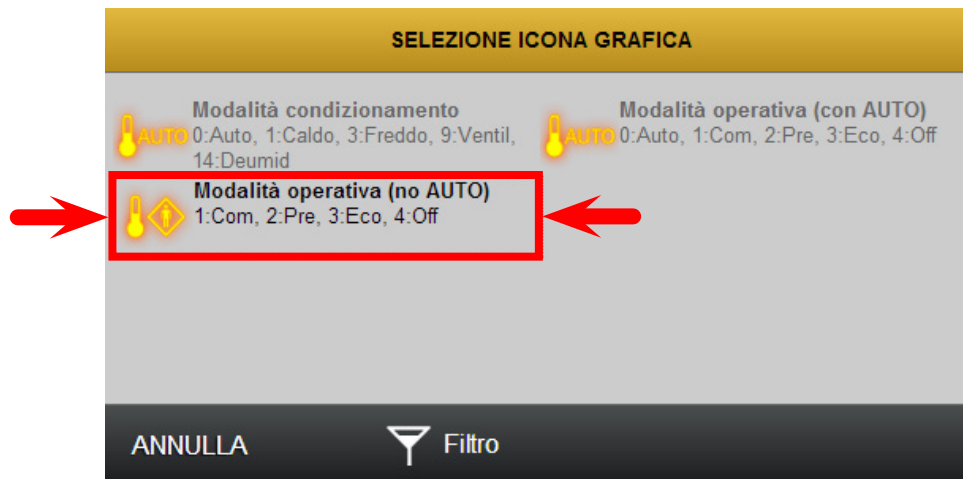 SELEZIONE ICONA GRAFICA
Modalità condizionamento
AUTO 0:Auto, 1:Caldo, 3:Freddo, 9:Ventil,
14:Deumid
Modalità operativa (con AUTO)
AUTO 0:Auto, 1:Com, 2:Pre, 3:Eco, 4:Off
Modalità operativa (no AUTO)
1:Com, 2:Pre, 3:Eco, 4:Off
ANNULLA
Filtro